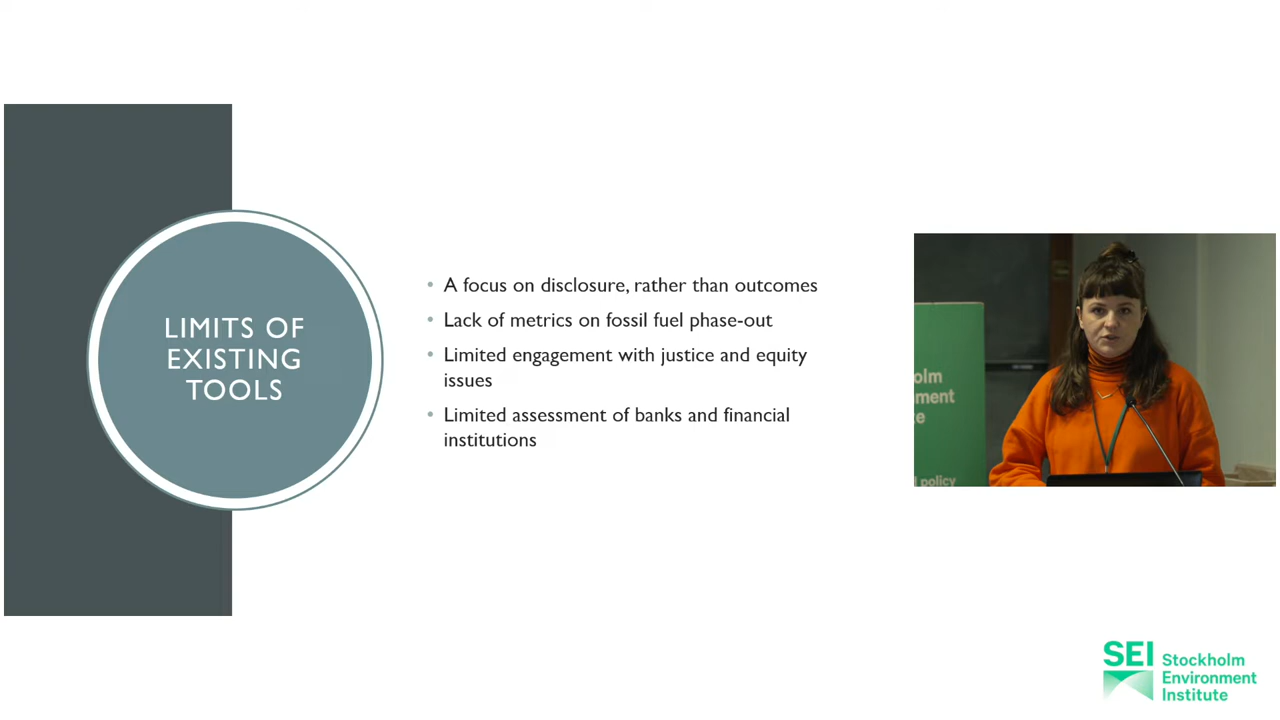 LIMITS OF
EXISTING
TOOLS
• A focus on disclosure, rather than outcomes
• Lack of metrics on fossil fuel phase-out
• Limited engagement with justice and equity
issues
• Limited assessment of banks and financial
institutions
policy
SEI Stockholm
Environment
Institute